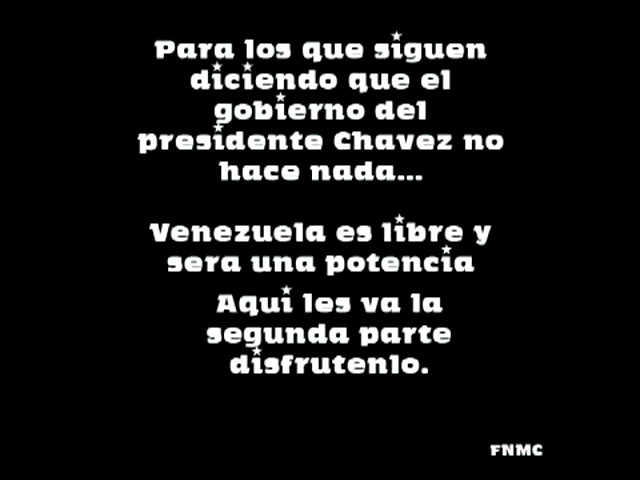 Para los que siguen
diciendo que el
gobierno del
presidente Chavez no
hace nada...
Venezuela es libre y
sera una potencia
Aqui les va la
segunda parte
disfrutenlo.
FNMC